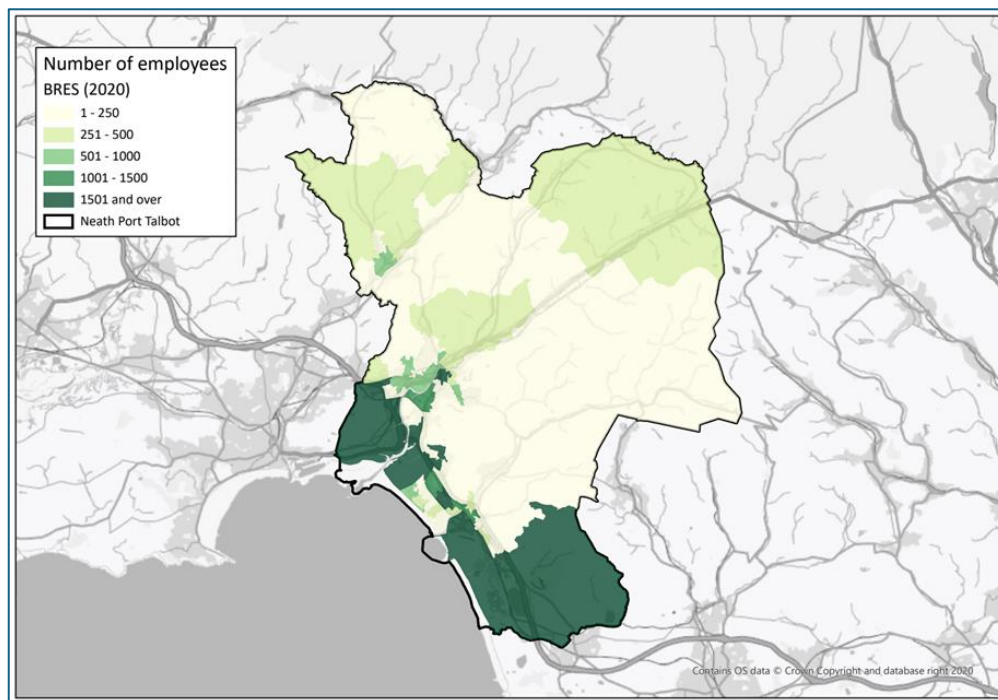 Number of employees
BRES (2020)
1 - 250
251 - 500
501 - 1000
1001 - 1500
1501 and over
Neath Port Talbot
Contains OS data © Crown Copyright and database right 2020